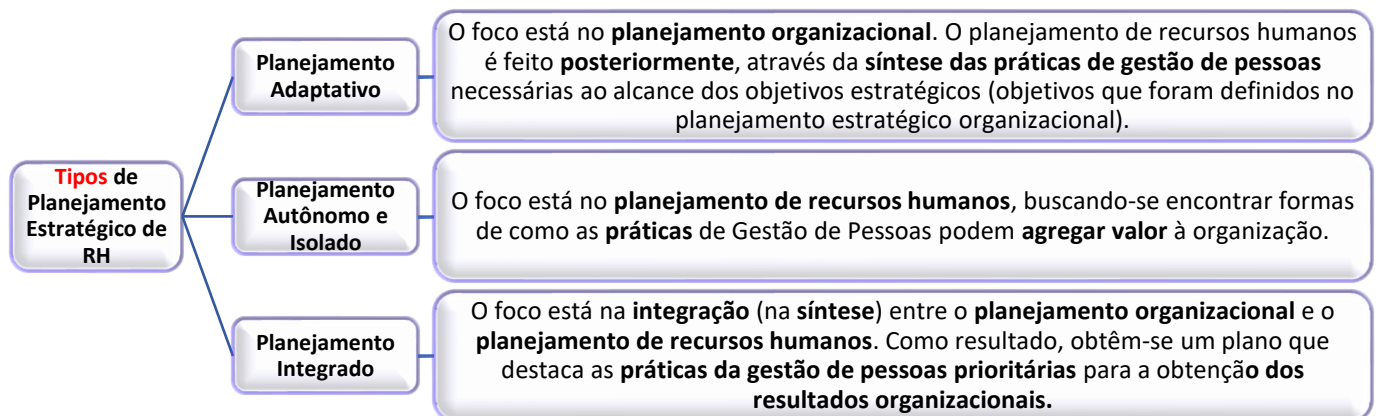 Tipos de
Planejamento
Estratégico de
RH
Planejamento
Adaptativo
O foco está no planejamento organizacional. O planejamento de recursos humanos
é feito posteriormente, através da síntese das práticas de gestão de pessoas
necessárias ao alcance dos objetivos estratégicos (objetivos que foram definidos no
planejamento estratégico organizacional).
Planejamento
Autônomo e
Isolado
O foco está no planejamento de recursos humanos, buscando-se encontrar formas
de como as práticas de Gestão de Pessoas podem agregar valor à organização.
Planejamento
Integrado
O foco está na integração (na síntese) entre o planejamento organizacional e o
planejamento de recursos humanos. Como resultado, obtêm-se um plano que
destaca as práticas da gestão de pessoas prioritárias para a obtenção dos
resultados organizacionais.